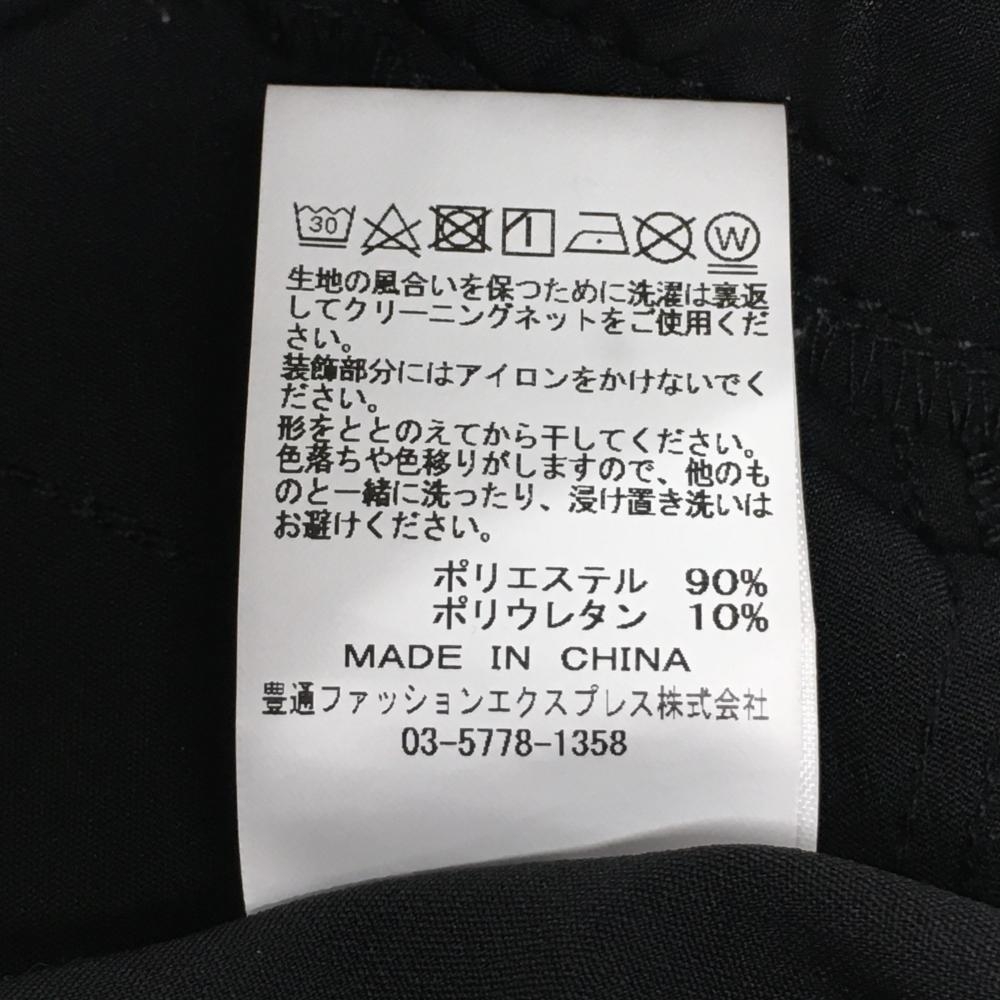 30 W
生地の風合いを保つために洗濯は裏返
してクリーニングネットをご使用くだ
さい。
装飾部分にはアイロンをかけないでく
ださい。
形をととのえてから干してください。
色落ちや色移りがしますので、他のも
のと一緒に洗ったり、浸け置き洗いは
お避けください。
ポリエステル 90%
ポリウレタン 10%
MADE IN CHINA
豊通ファッションエクスプレス株式会社
03-5778-1358